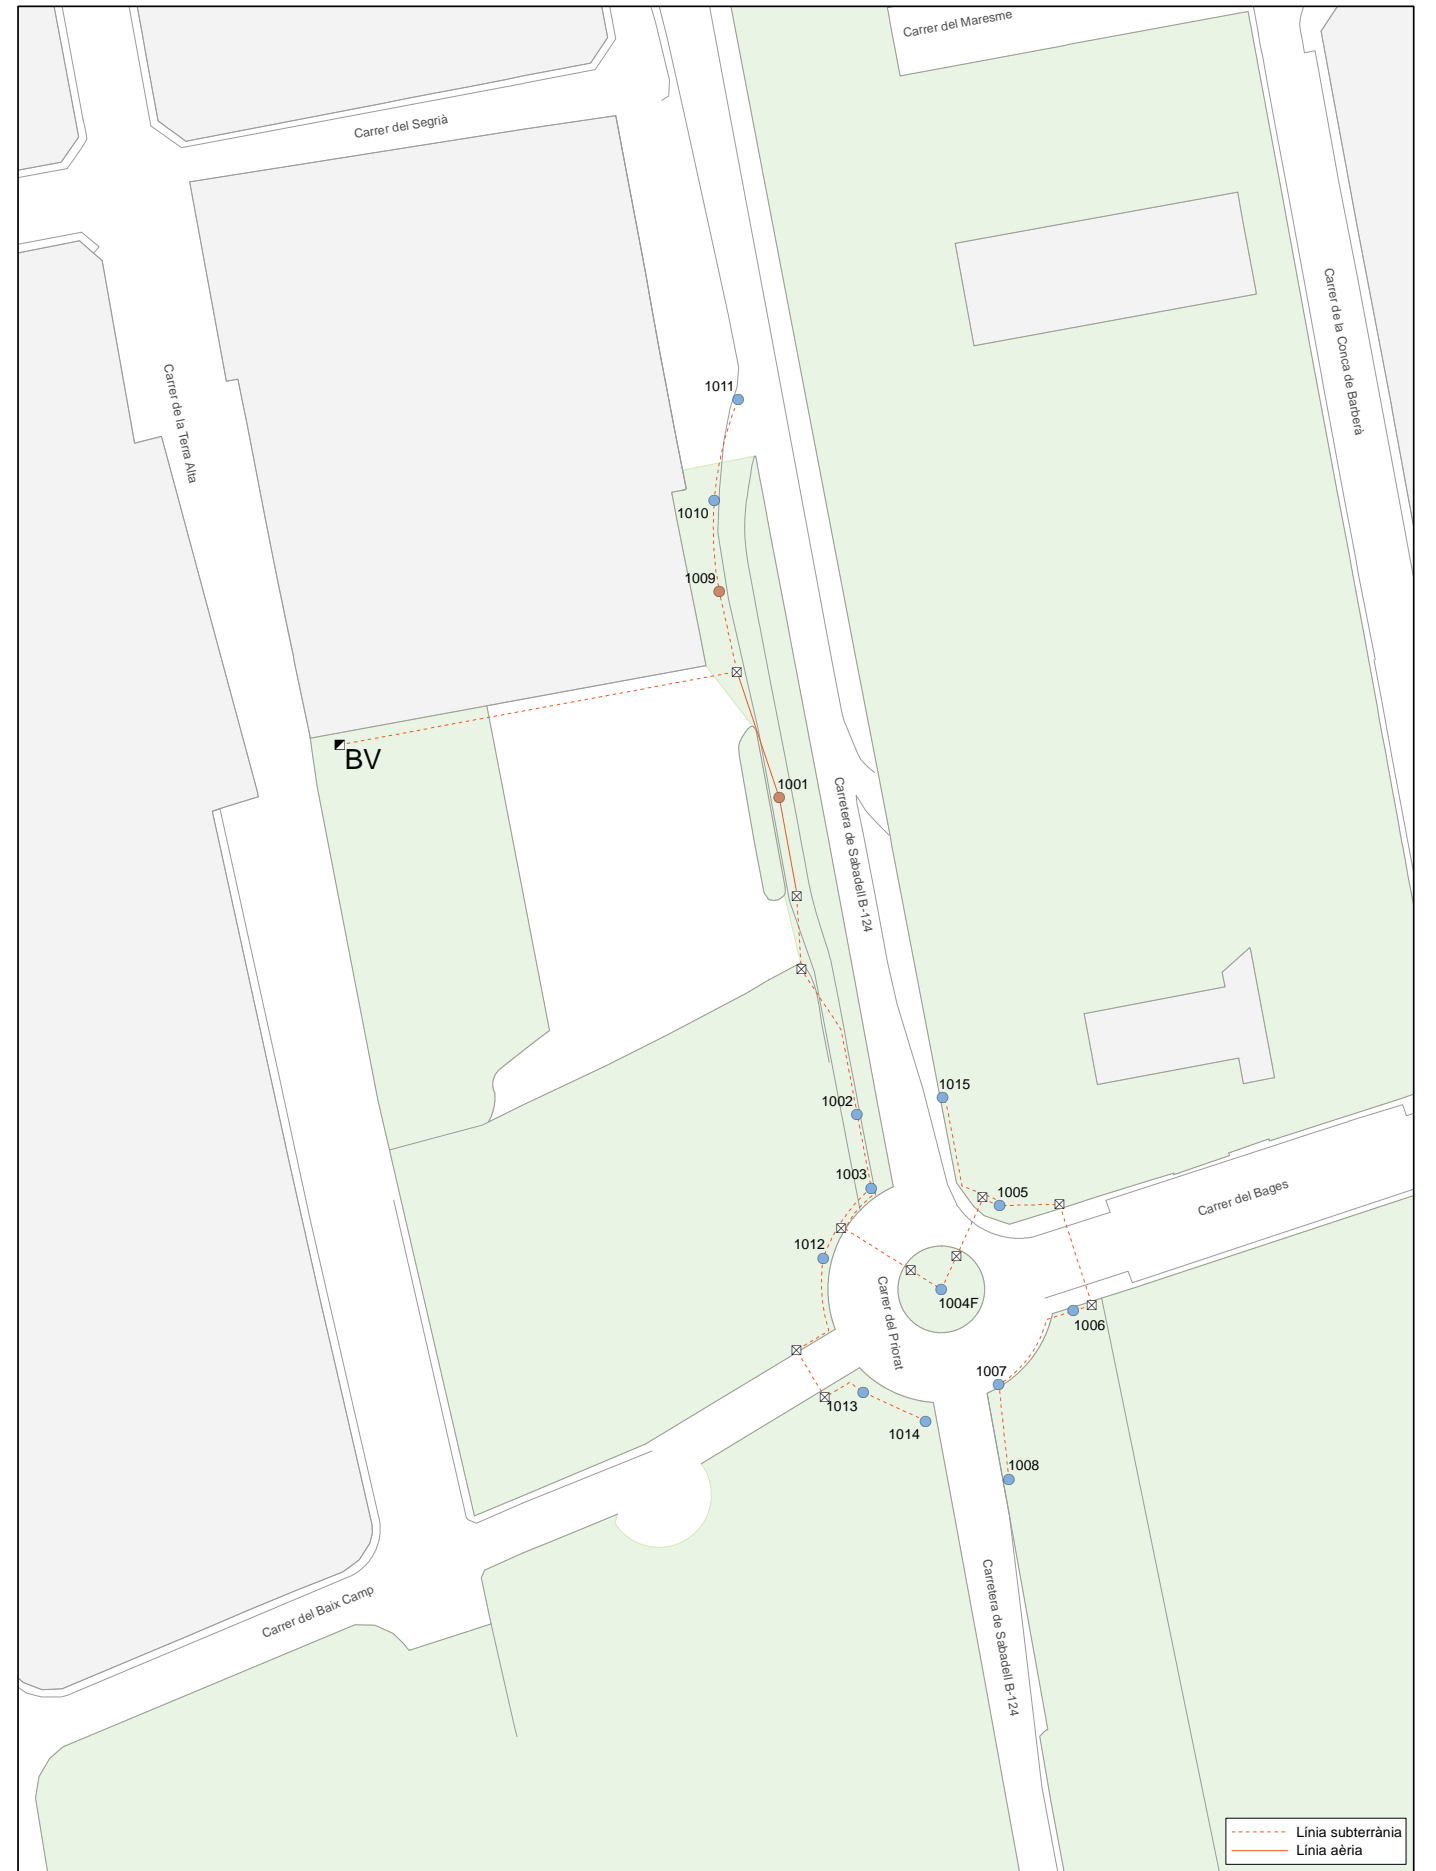 Carrer del Maresme
Carrer del Segrià
Carrer de la Conca de Barberà
Carrer de la Terra Alta
1011
1010
1009
BV
1001
Carretera de Sabadell B-124
1015
1002
1003
1005
Carrer del Bages
1012
1004F
Carrer del Priorat
1006
1007
1013
1014
1008
Carretera de Sabadell B-124
Carrer del Baix Camp
Línia subterrània
Línia aèria